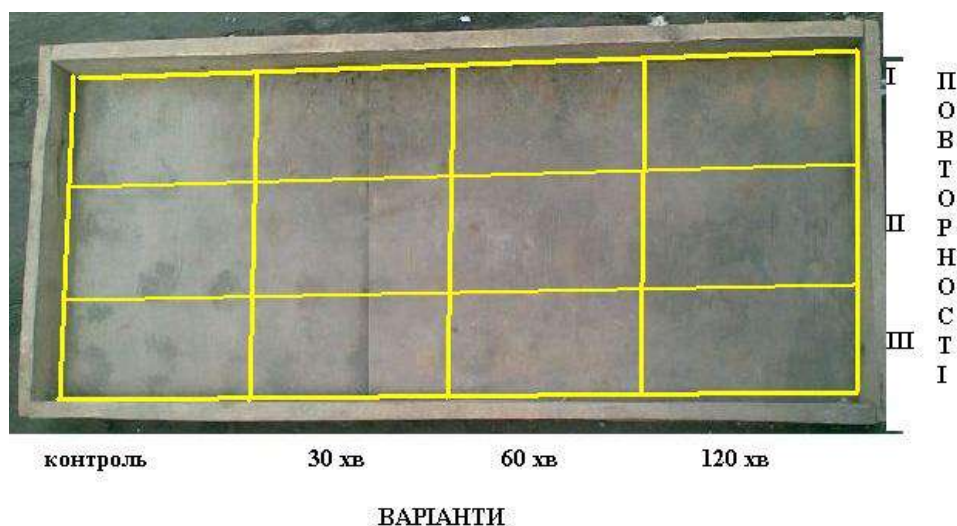 I
II
III
ПОВТОРНОСТІ
контроль 30 хв 60 хв 120 хв
ВАРІАНТИ